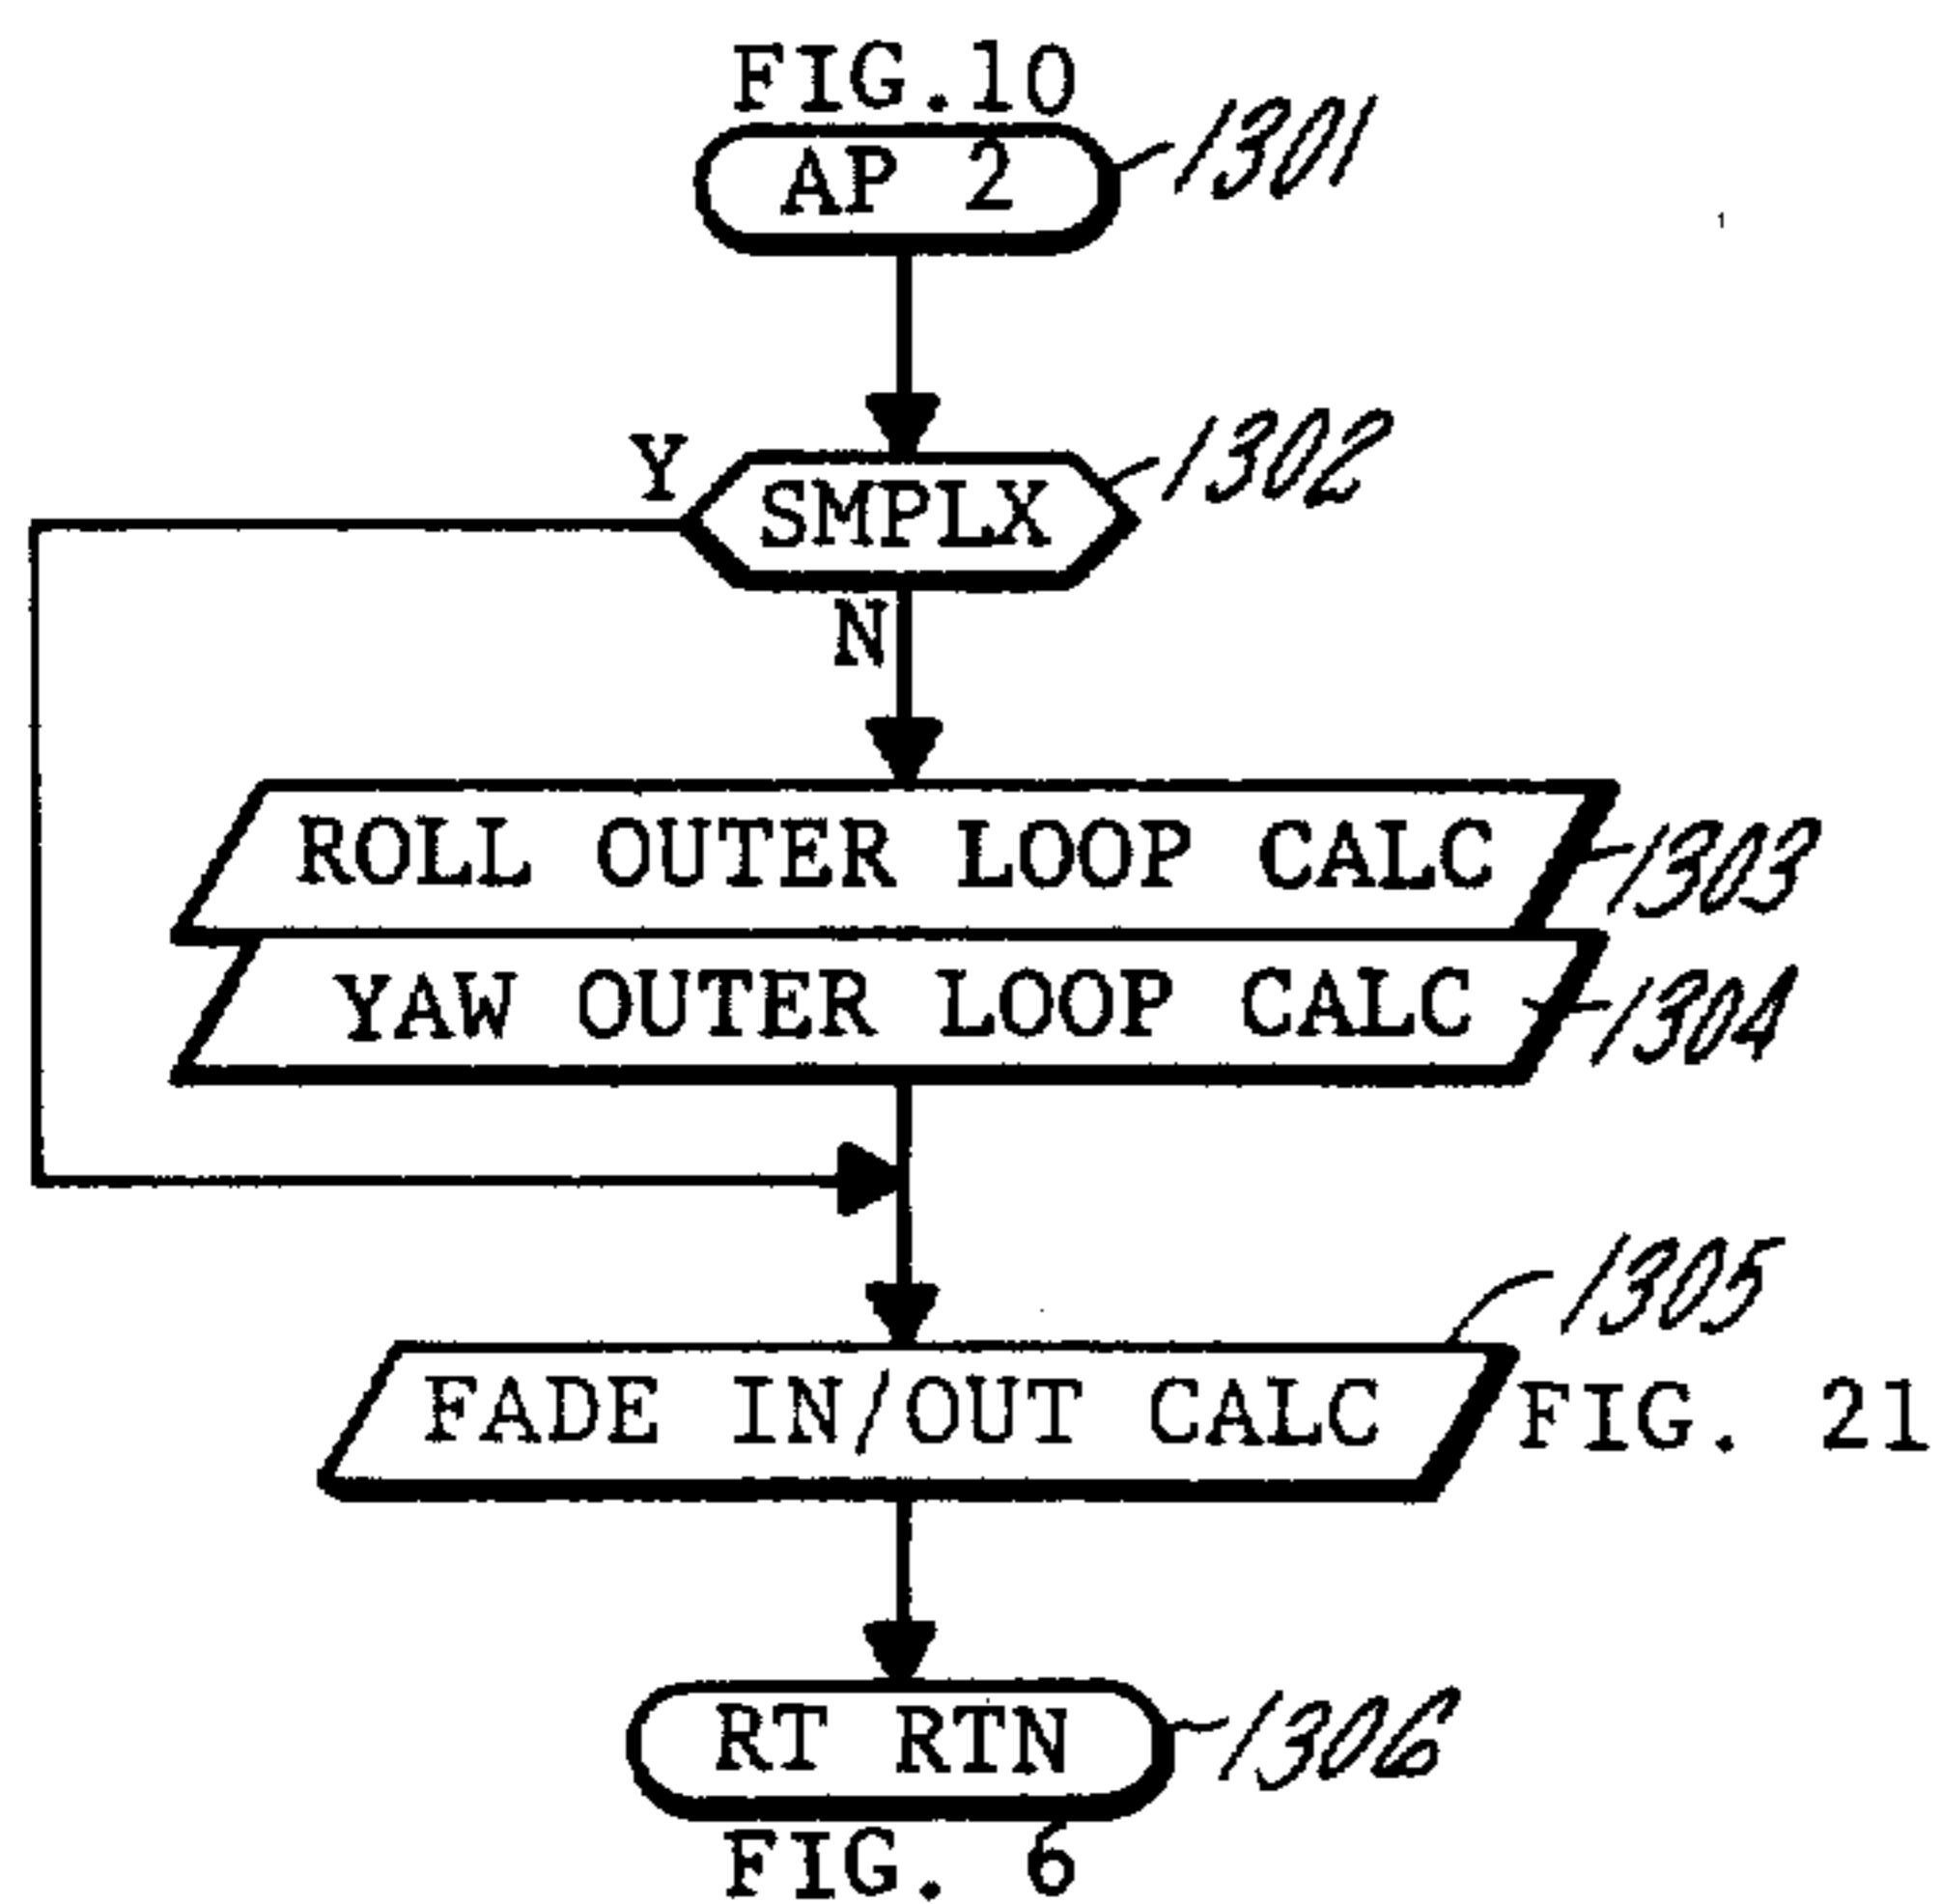 FIG.10
AP 2 1301
Y SMPLX 1302
N
ROLL OUTER LOOP CALC 1303
YAW OUTER LOOP CALC 1304
1305
FADE IN/OUT CALC FIG. 21
RT RTN 1306
FIG. 6